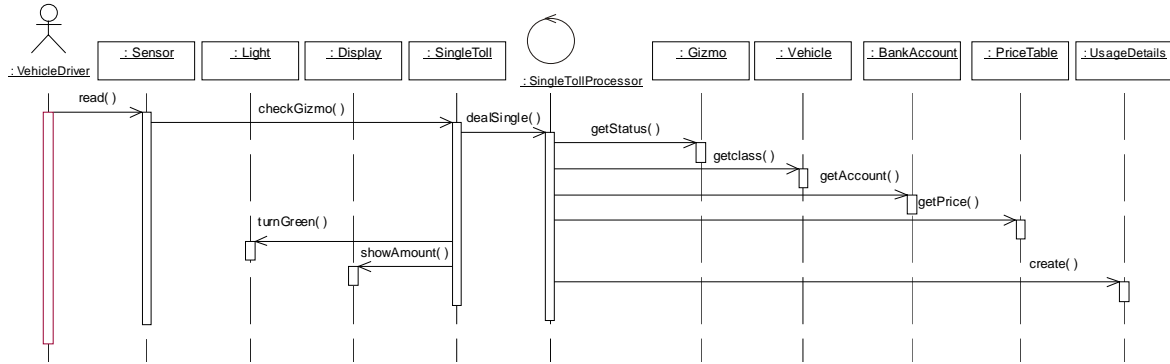 : Sensor
: Light
: Display
: SingleToll
: Gizmo
: Vehicle
: BankAccount
: PriceTable
: UsageDetails
: VehicleDriver
: SingleTollProcessor
read( )
checkGizmo( )
dealSingle( )
getStatus( )
getclass( )
getAccount( )
getPrice( )
turnGreen( )
showAmount( )
create( )